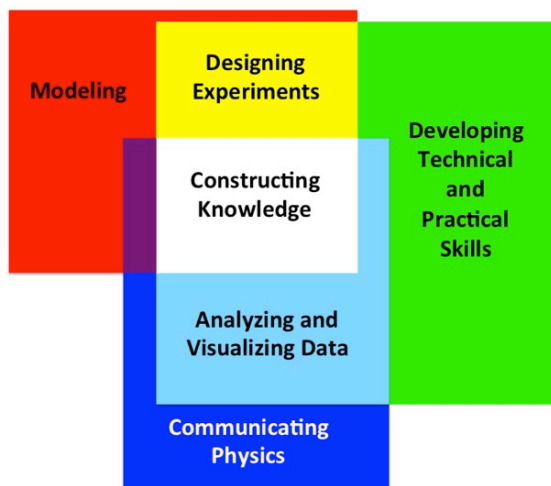 Modeling
Designing
Experiments
Developing
Technical
and
Practical
Skills
Constructing
Knowledge
Analyzing and
Visualizing Data
Communicating
Physics